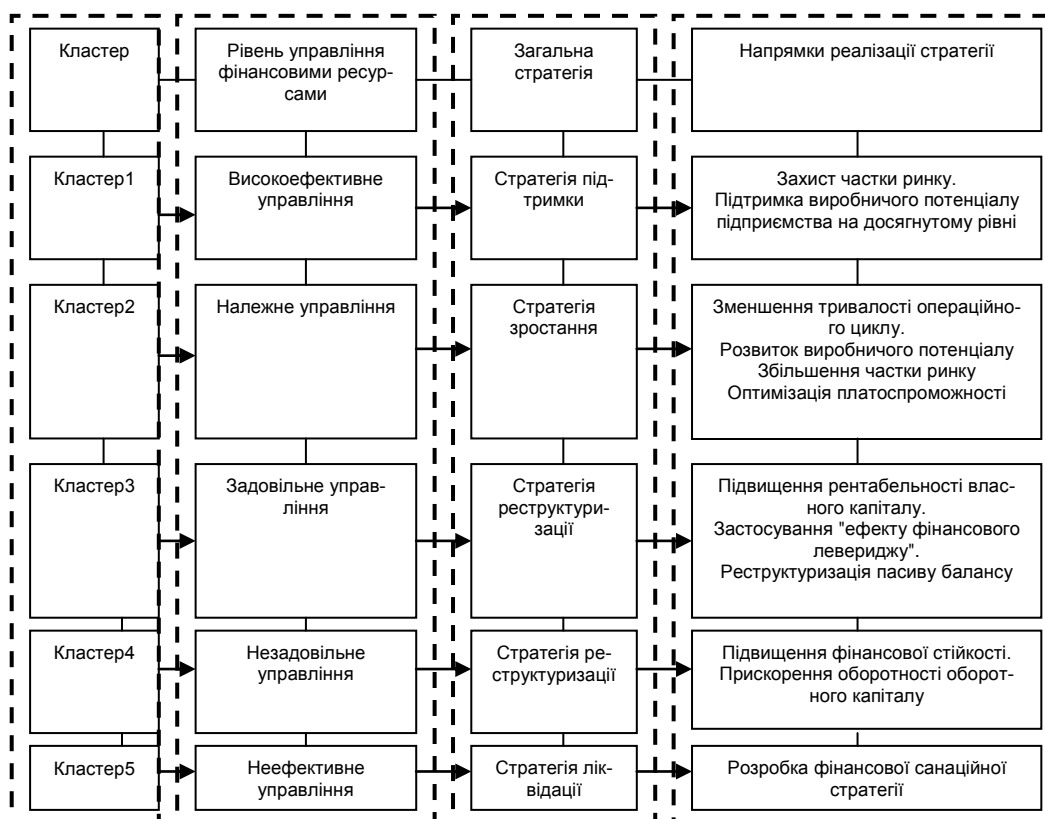 Кластер
Рівень управління
фінансовими ресур-
сами
Загальна
стратегія
Напрямки реалізації стратегії
Кластер1
Високоефективне
управління
Стратегія під-
тримки
Захист частки ринку.
Підтримка виробничого потенціалу
підприємства на досягнутому рівні
Кластер2
Належне управління
Стратегія
зростання
Зменшення тривалості операційно-
го циклу.
Розвиток виробничого потенціалу
Збільшення частки ринку
Оптимізація платоспроможності
Кластер3
Задовільне управ-
ління
Стратегія
реструктури-
зації
Підвищення рентабельності влас-
ного капіталу.
Застосування "ефекту фінансового
левериджу".
Реструктуризація пасиву балансу
Кластер4
Незадовільне
управління
Стратегія ре-
структуризації
Підвищення фінансової стійкості.
Прискорення оборотності оборот-
ного капіталу
Кластер5
Неефективне
управління
Стратегія лік-
відації
Розробка фінансової санаційної
стратегії